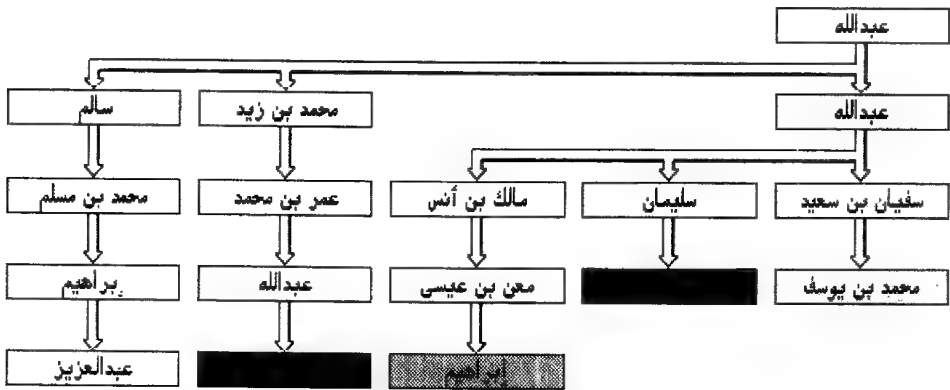 عبدالله
عبدالله
محمد بن زيد
سالم
سفيان بن سعيد
سليمان
مالك بن أنس
عمر بن محمد
محمد بن مسلم
محمد بن يوسف
معن بن عيسى
عبدالله
إبراهيم
إبراهيم
عبدالعزيز